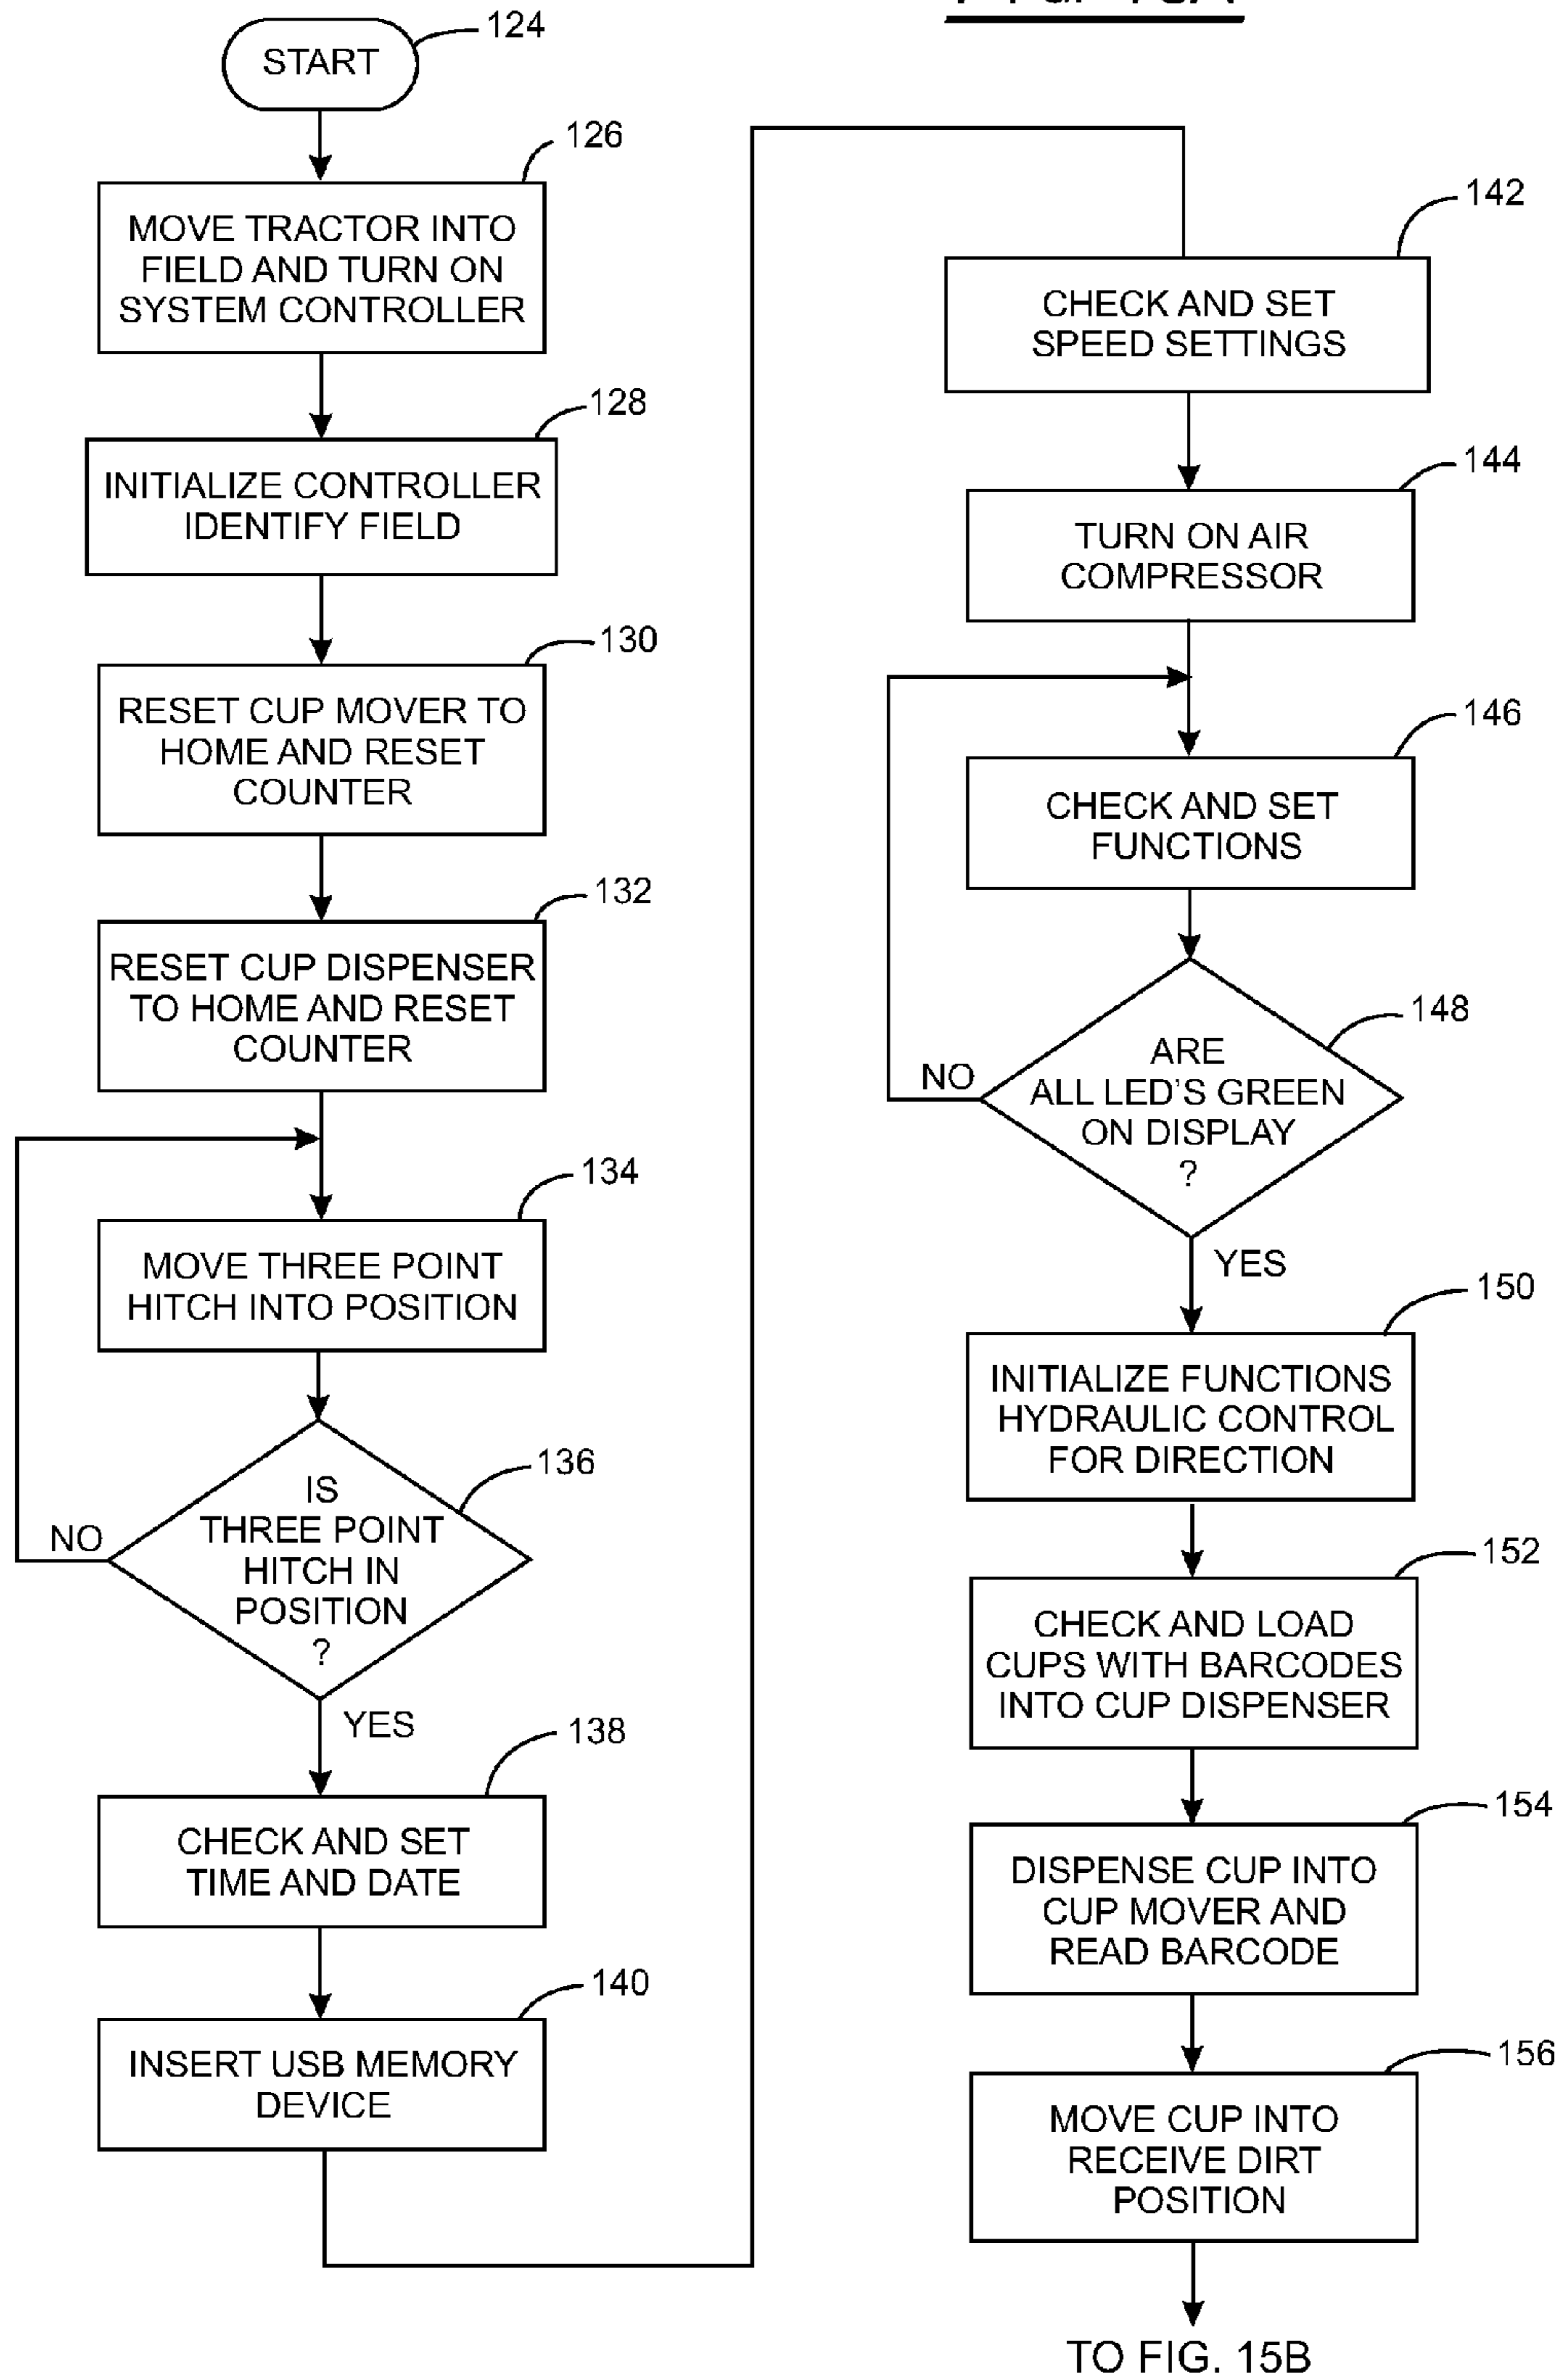 124
START
126
MOVE TRACTOR INTO
FIELD AND TURN ON
SYSTEM CONTROLLER
128
INITIALIZE CONTROLLER
IDENTIFY FIELD
130
RESET CUP MOVER TO
HOME AND RESET
COUNTER
132
RESET CUP DISPENSER
TO HOME AND RESET
COUNTER
134
MOVE THREE POINT
HITCH INTO POSITION
136
IS
THREE POINT
HITCH IN
POSITION
?
NO
YES
138
CHECK AND SET
TIME AND DATE
140
INSERT USB MEMORY
DEVICE
142
CHECK AND SET
SPEED SETTINGS
144
TURN ON AIR
COMPRESSOR
146
CHECK AND SET
FUNCTIONS
148
ARE
ALL LED'S GREEN
ON DISPLAY
?
NO
YES
150
INITIALIZE FUNCTIONS
HYDRAULIC CONTROL
FOR DIRECTION
152
CHECK AND LOAD
CUPS WITH BARCODES
INTO CUP DISPENSER
154
DISPENSE CUP INTO
CUP MOVER AND
READ BARCODE
156
MOVE CUP INTO
RECEIVE DIRT
POSITION
TO FIG. 15B